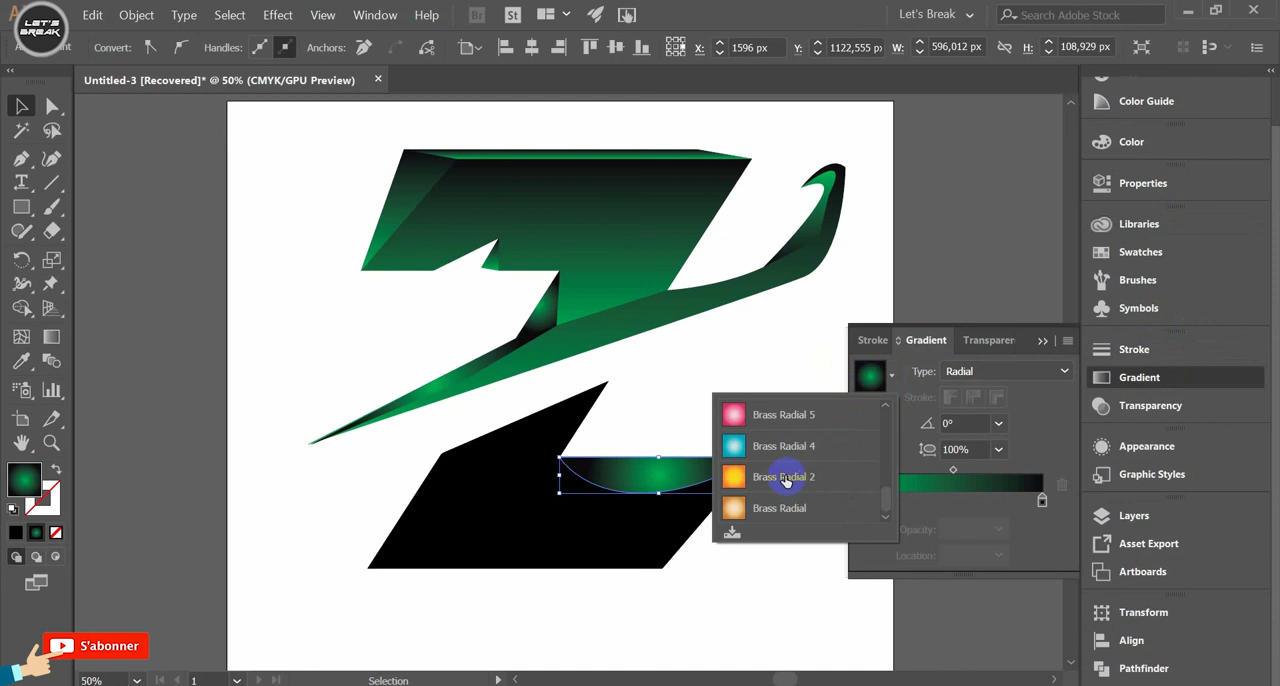 LET'S BREAK
Edit Object Type Select Effect View Window Help Br St Let's Break Search Adobe Stock
Convert: Handles: Anchors: X: 1596 px Y: 1122,555 px W: 596,012 px H: 108,929 px
Untitled-3 [Recovered]* @ 50% (CMYK/GPU Preview)
Color Guide
Color
Properties
Libraries
Swatches
Brushes
Symbols
Stroke
Gradient
Transparency
Appearance
Graphic Styles
Layers
Asset Export
Artboards
Transform
Align
Pathfinder
Stroke Gradient Transparen
Type: Radial
Stroke:
0°
100%
Opacity:
Location:
Brass Radial 5
Brass Radial 4
Brass Radial 2
Brass Radial
S'abonner
50% 1 Selection